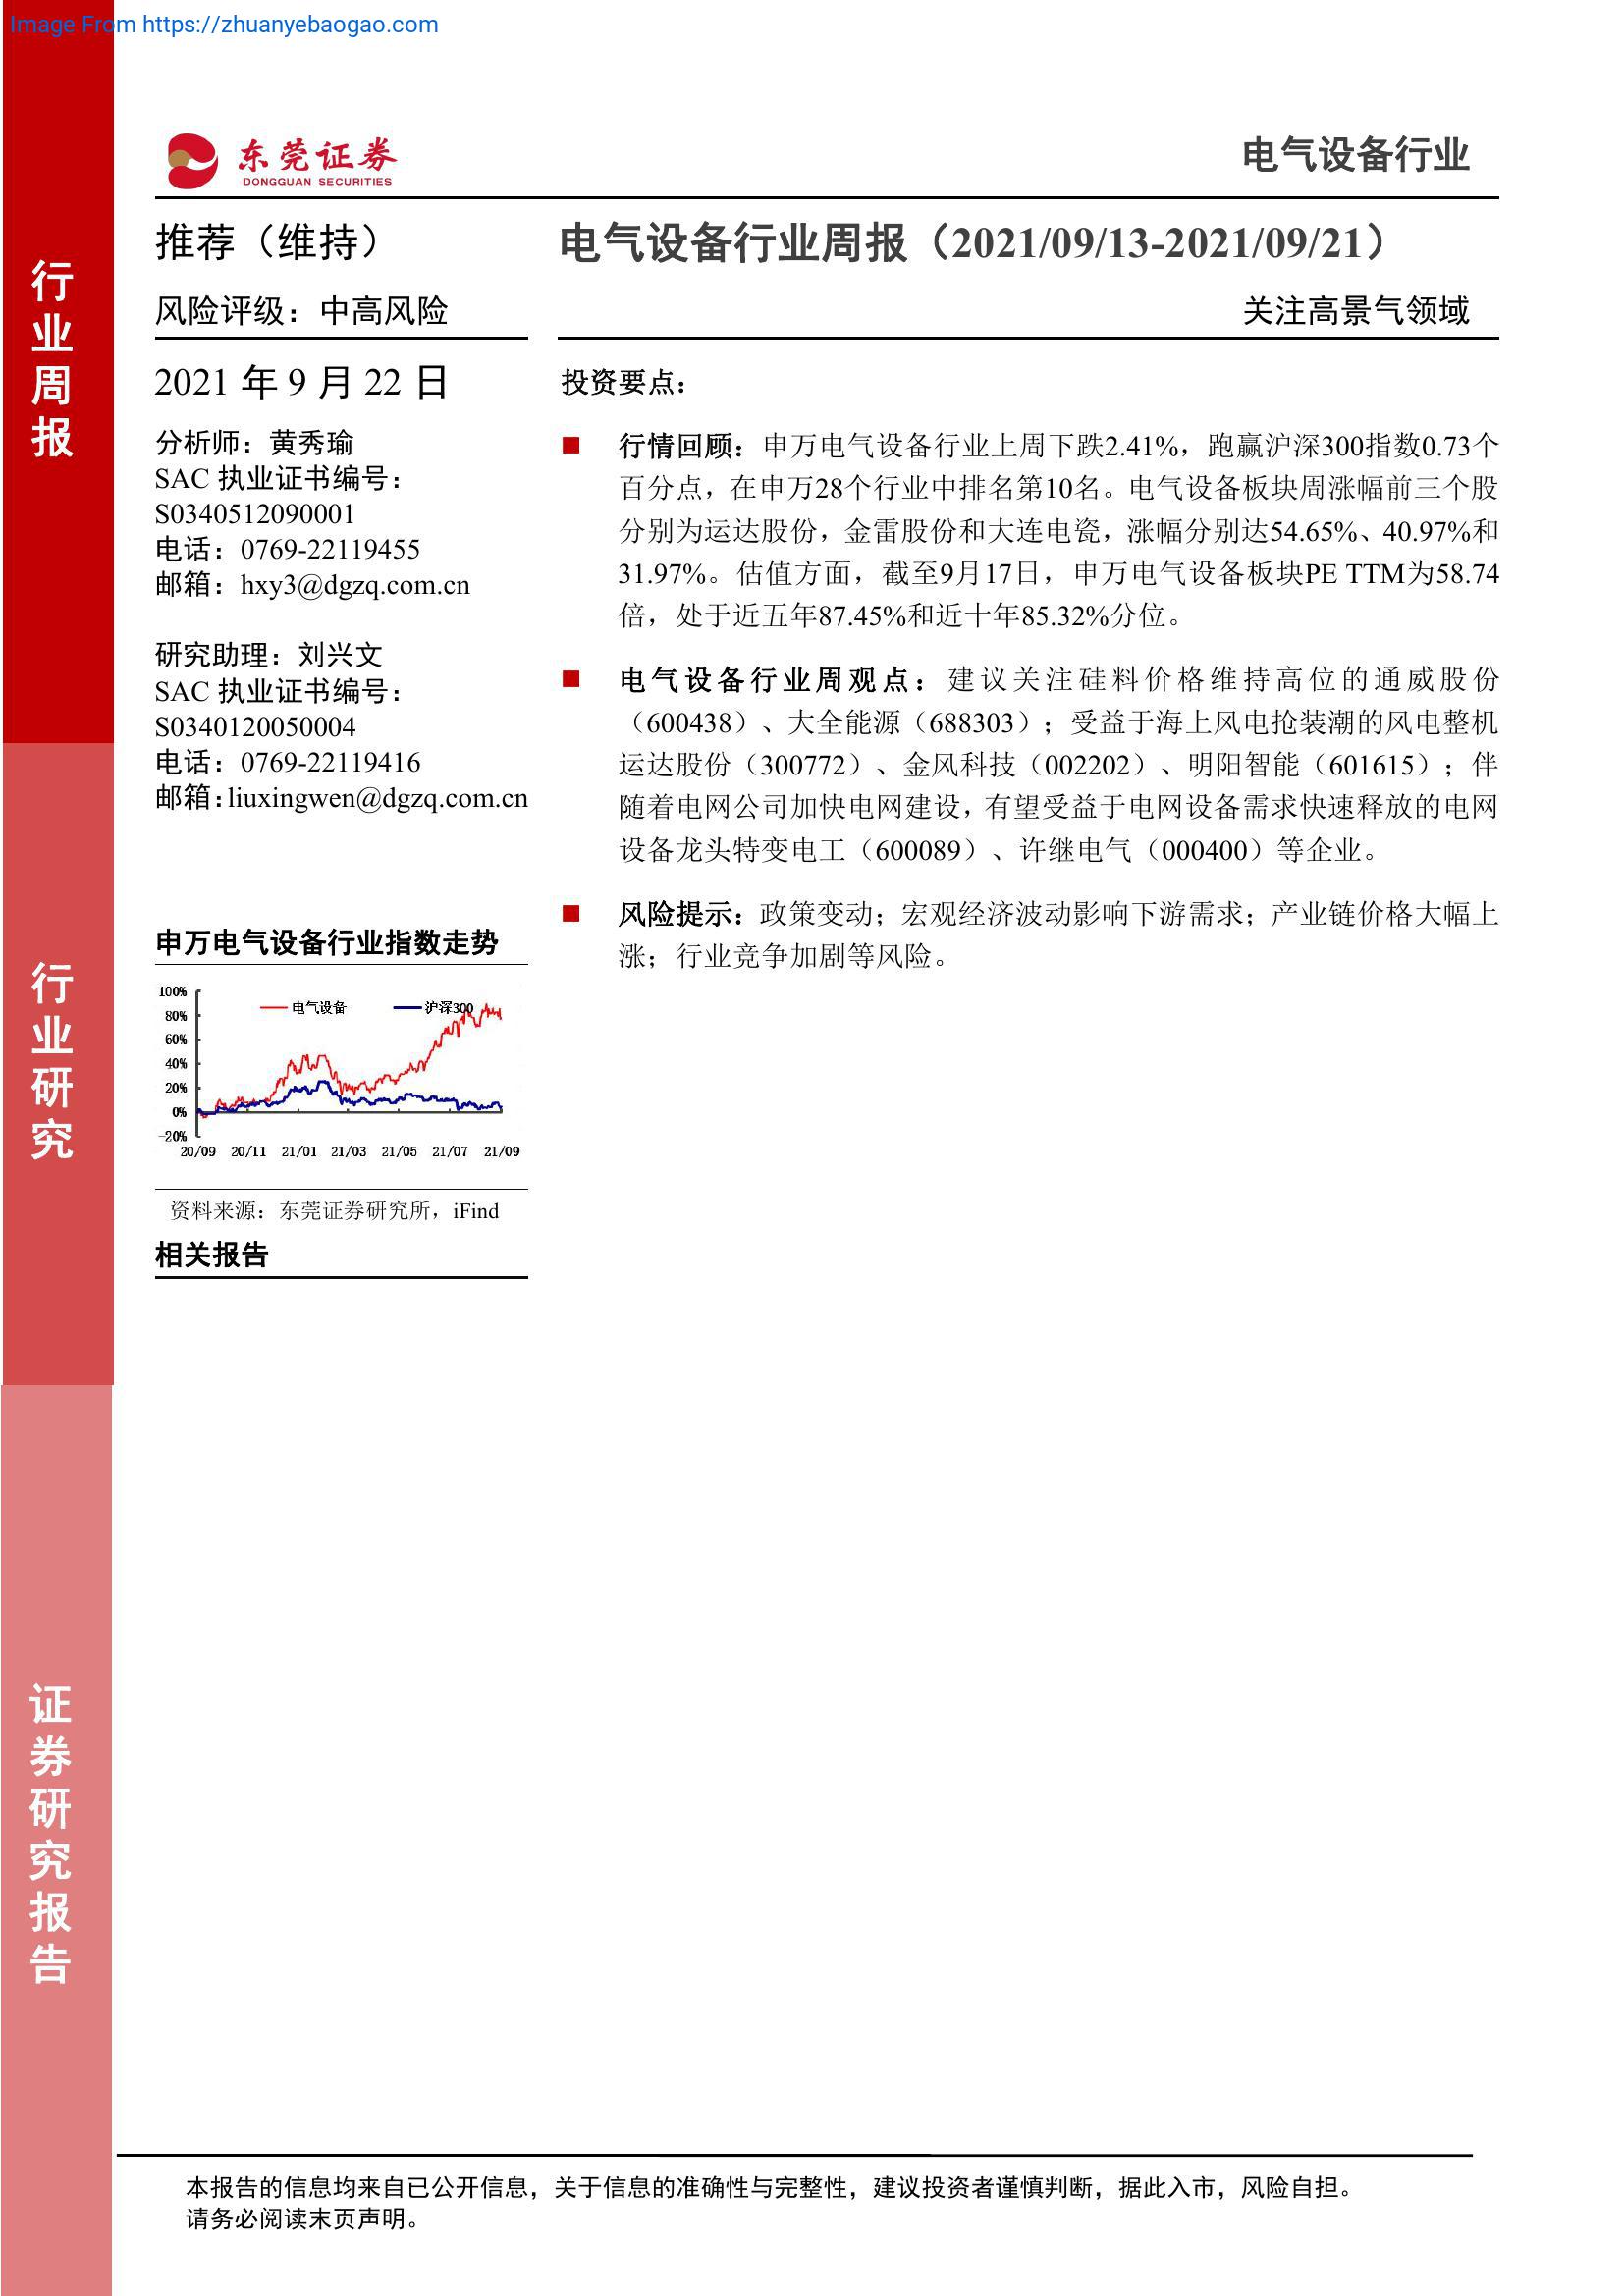 Image From https://zhuanyebaogao.com
东莞证券
DONGGUAN SECURITIES
电气设备行业
行业周报
行业研究
证券研究报告
推荐（维持）
风险评级：中高风险
2021 年 9 月 22 日
分析师：黄秀瑜
SAC 执业证书编号：
S0340512090001
电话：0769-22119455
邮箱：hxy3@dgzq.com.cn
研究助理：刘兴文
SAC 执业证书编号：
S0340120050004
电话：0769-22119416
邮箱：liuxingwen@dgzq.com.cn
申万电气设备行业指数走势
100%
80%
60%
40%
20%
0%
-20%
电气设备
沪深300
20/09 20/11 21/01 21/03 21/05 21/07 21/09
资料来源：东莞证券研究所，iFind
相关报告
电气设备行业周报（2021/09/13-2021/09/21）
关注高景气领域
投资要点：
■ 行情回顾：申万电气设备行业上周下跌2.41%，跑赢沪深300指数0.73个
百分点，在申万28个行业中排名第10名。电气设备板块周涨幅前三个股
分别为运达股份，金雷股份和大连电瓷，涨幅分别达54.65%、40.97%和
31.97%。估值方面，截至9月17日，申万电气设备板块PE TTM为58.74
倍，处于近五年87.45%和近十年85.32%分位。
■ 电气设备行业周观点：建议关注硅料价格维持高位的通威股份
（600438）、大全能源（688303）；受益于海上风电抢装潮的风电整机
运达股份（300772）、金风科技（002202）、明阳智能（601615）；伴
随着电网公司加快电网建设，有望受益于电网设备需求快速释放的电网
设备龙头特变电工（600089）、许继电气（000400）等企业。
■ 风险提示：政策变动；宏观经济波动影响下游需求；产业链价格大幅上
涨；行业竞争加剧等风险。
本报告的信息均来自已公开信息，关于信息的准确性与完整性，建议投资者谨慎判断，据此入市，风险自担。
请务必阅读末页声明。